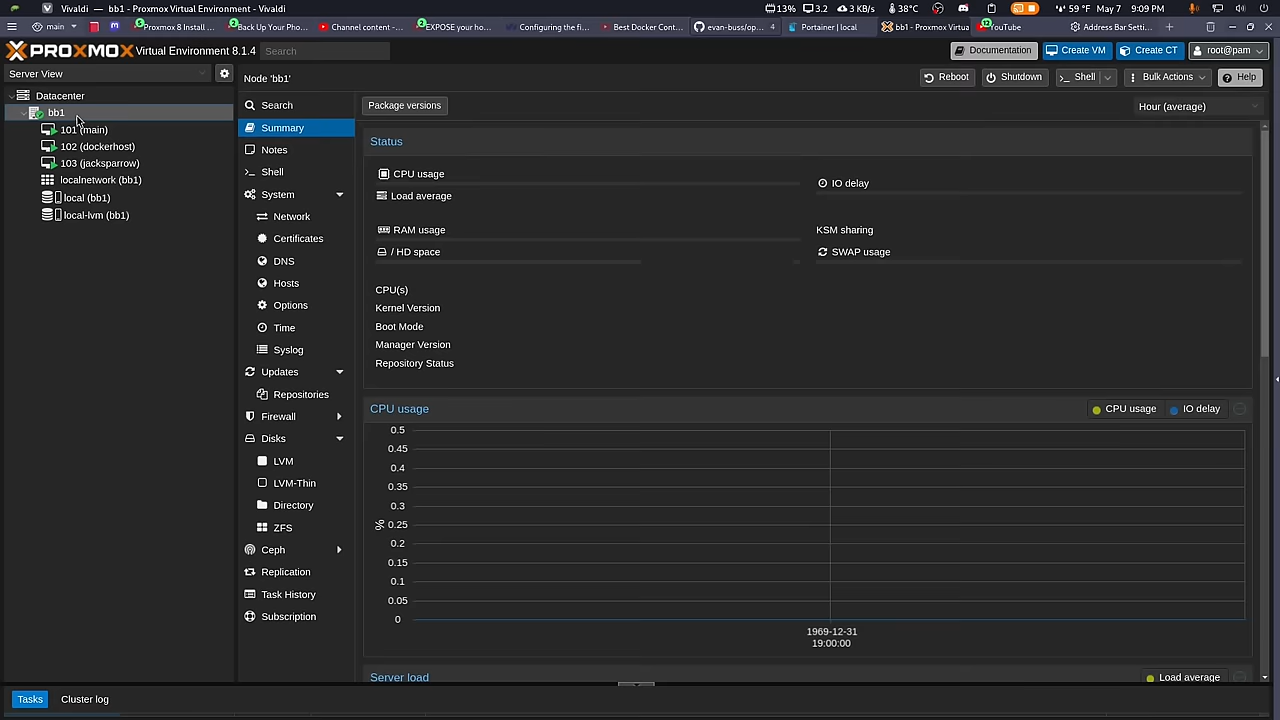 Vivaldi bb1 - Proxmox Virtual Environment - Vivaldi 13% 3.2 3 KB/s 38°C 59 °F May 7 9:09 PM
main Proxmox 8 Install .. Back Up Your Pho.. Channel content -.. EXPOSE your ho.. Configuring the fi.. Best Docker Cont.. evan-buss/op.. 4 Portainer | local bb1 - Proxmox Virtua YouTube Address Bar Setti..
PROXMOX Virtual Environment 8.1.4 Search Documentation Create VM Create CT root@pam
Server View
Datacenter
bb1
101 (main)
102 (dockerhost)
103 (jacksparrow)
localnetwork (bb1)
local (bb1)
local-lvm (bb1)
Node 'bb1' Reboot Shutdown >_ Shell Bulk Actions Help
Search
Summary
Notes
>_ Shell
System
Network
Certificates
DNS
Hosts
Options
Time
Syslog
Updates
Repositories
Firewall
Disks
LVM
LVM-Thin
Directory
ZFS
Ceph
Replication
Task History
Subscription
Package versions Hour (average)
Status
CPU usage
IO delay
Load average
RAM usage
KSM sharing
/ HD space
SWAP usage
CPU(s)
Kernel Version
Boot Mode
Manager Version
Repository Status
CPU usage CPU usage IO delay
0.5
0.45
0.4
0.35
0.3
% 0.25
0.2
0.15
0.1
0.05
0
1969-12-31
19:00:00
Server load Load average
Tasks Cluster log